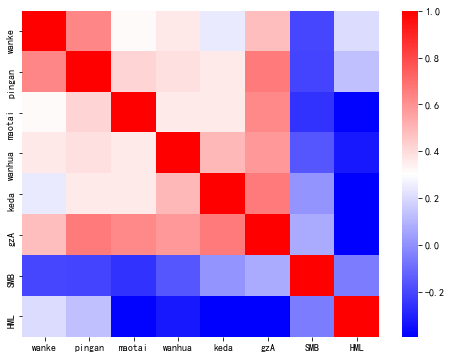 wanke
pingan
maotai
wanhua
keda
gzA
SMB
HML
wanke pingan maotai wanhua keda gzA SMB HML
1.0
0.8
0.6
0.4
0.2
0.0
−0.2